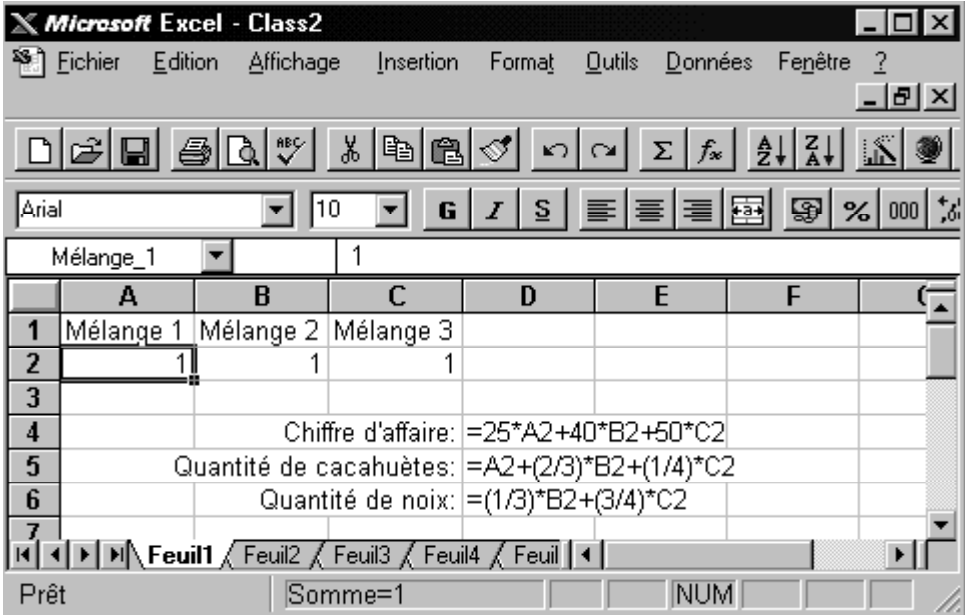 Microsoft Excel - Class2
Fichier Edition Affichage Insertion Format Outils Données Fenêtre ?
ABC Σ fx A Z Z A
Arial 10 G I S a % 000
Mélange_1 1
A B C D E F
1 Mélange 1 Mélange 2 Mélange 3
2 1 1 1
3
4 Chiffre d'affaire: =25*A2+40*B2+50*C2
5 Quantité de cacahuètes: =A2+(2/3)*B2+(1/4)*C2
6 Quantité de noix: =(1/3)*B2+(3/4)*C2
7
Feuil1 Feuil2 Feuil3 Feuil4 Feuil
Prêt Somme=1 NUM